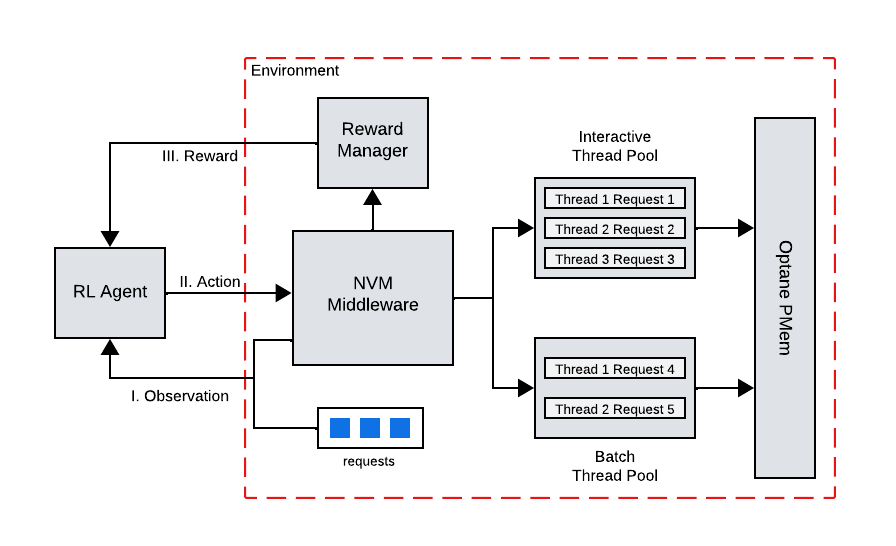 Environment
Reward
Manager
III. Reward
Interactive
Thread Pool
Thread 1 Request 1
Thread 2 Request 2
Thread 3 Request 3
RL Agent
II. Action
NVM
Middleware
Optane PMem
I. Observation
Thread 1 Request 4
Thread 2 Request 5
requests
Batch
Thread Pool